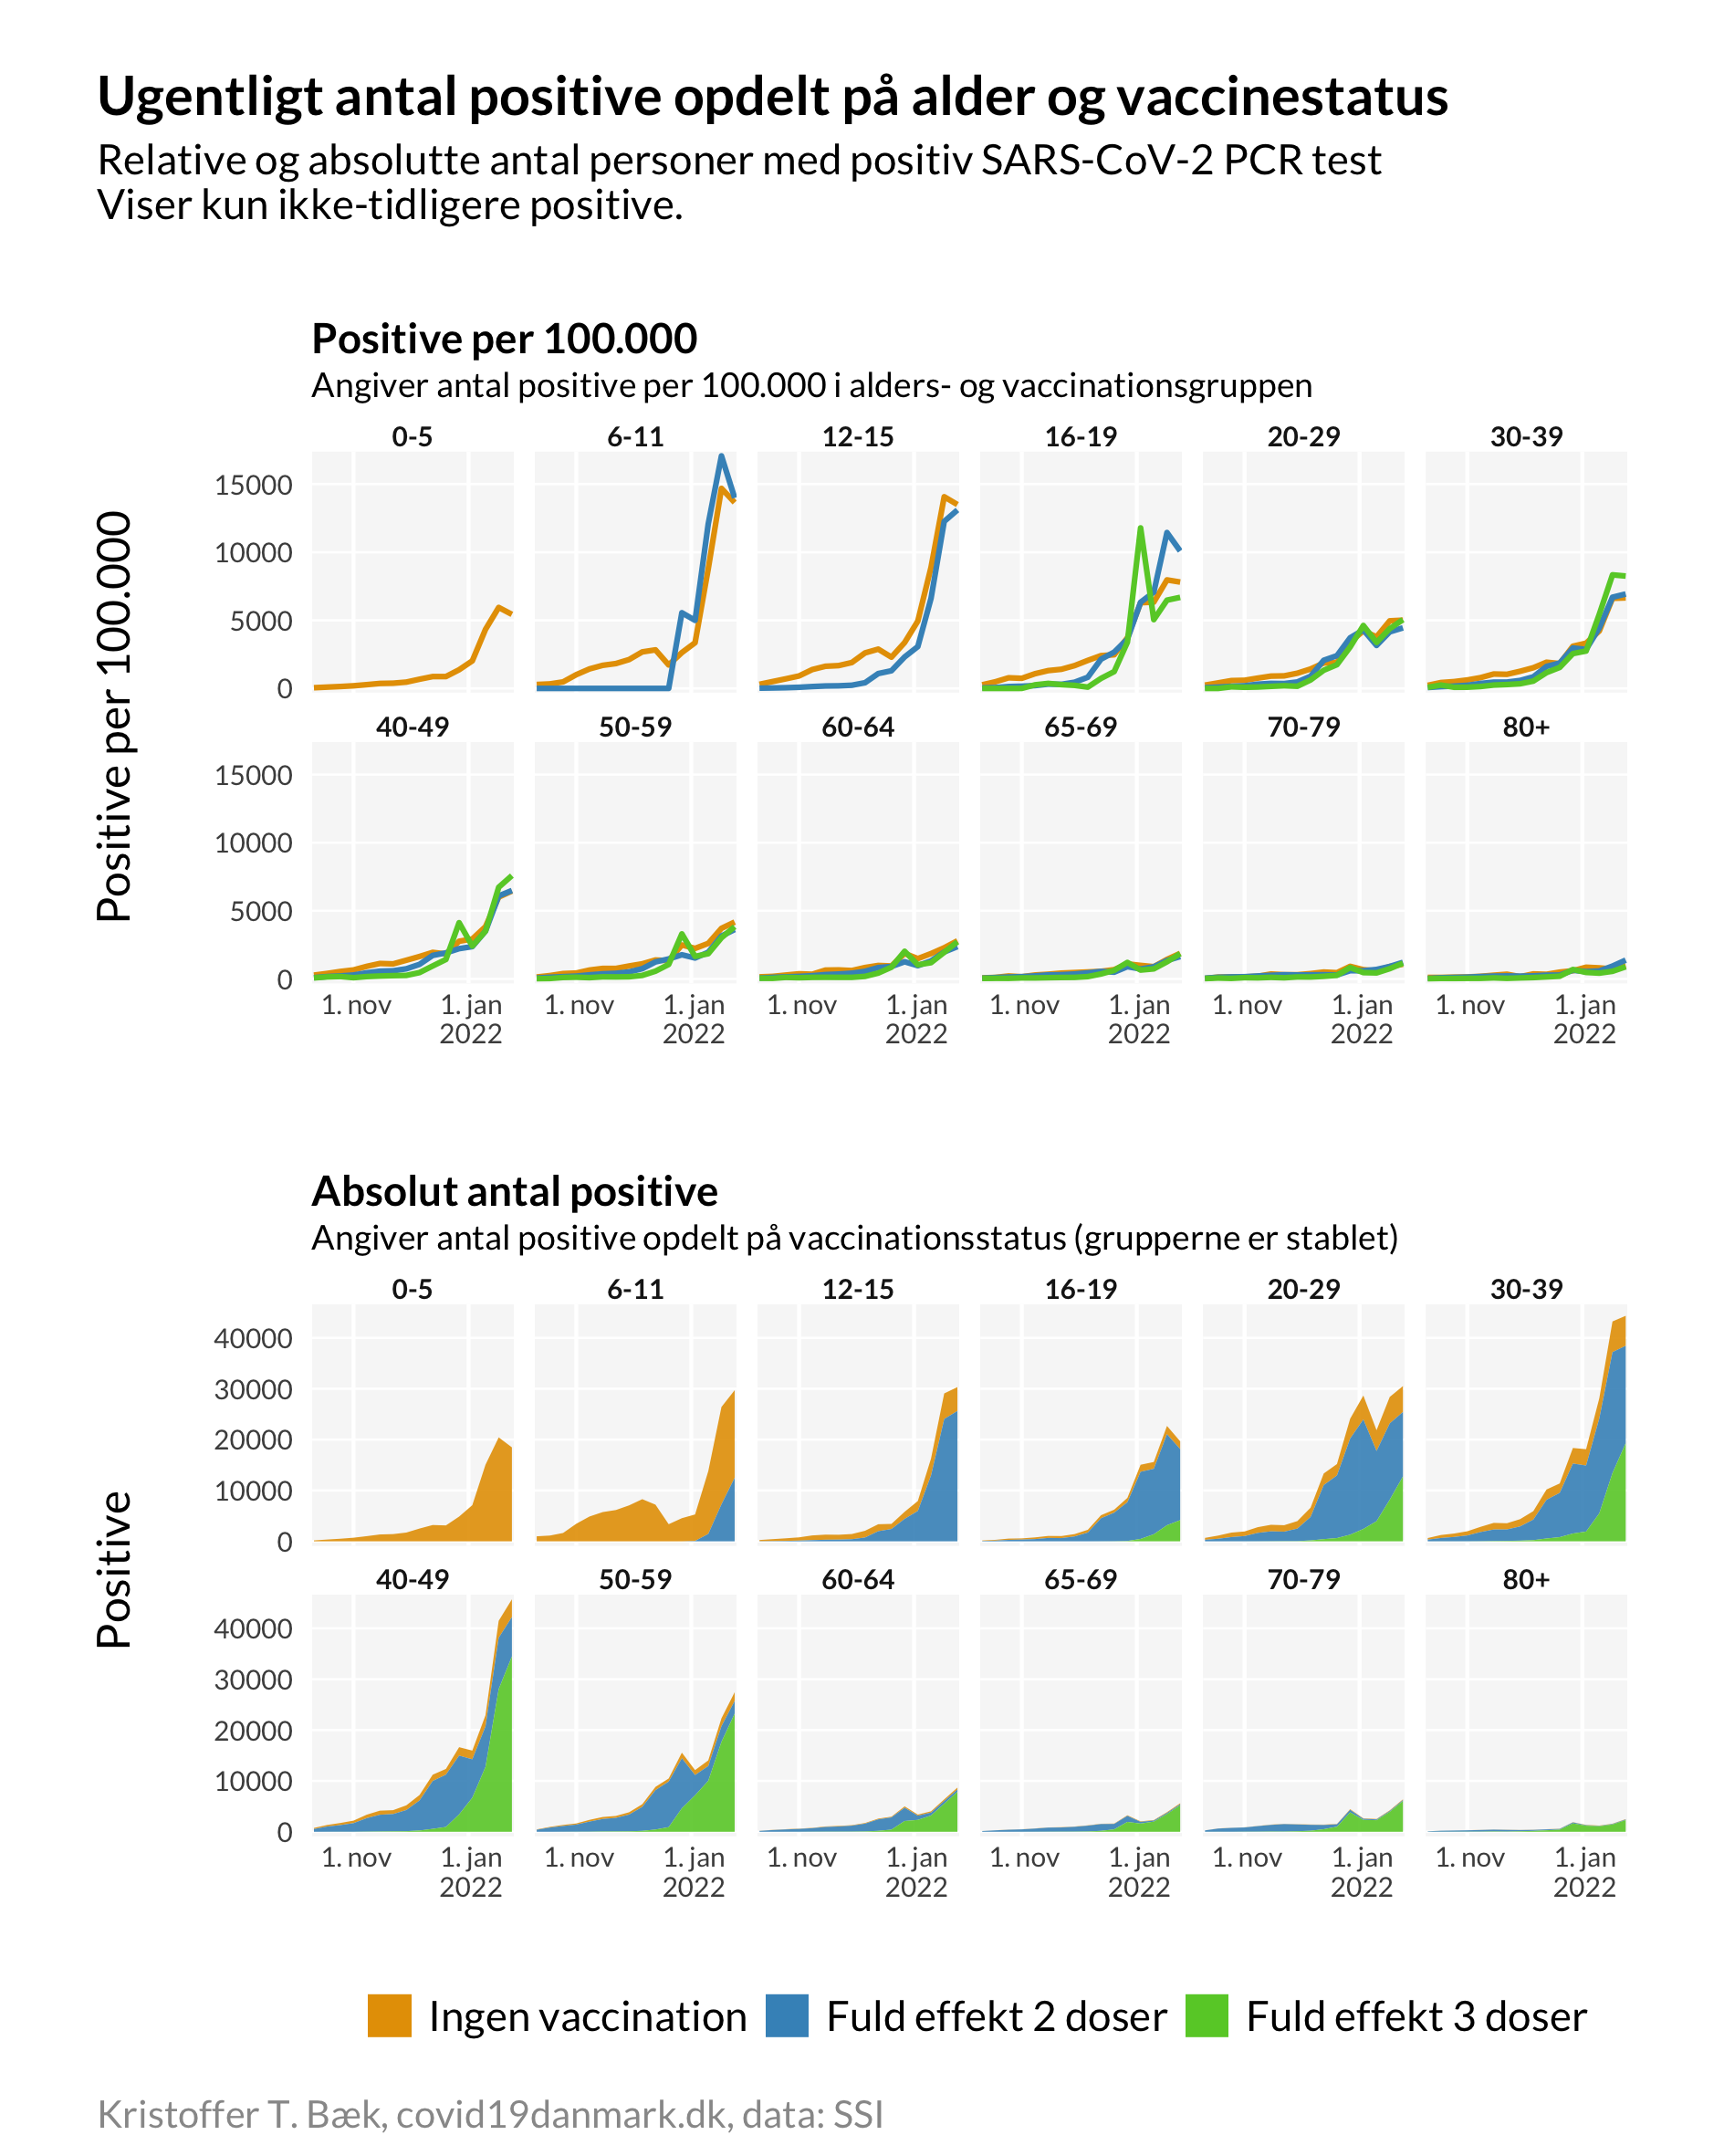 Ugentligt antal positive opdelt på alder og vaccinestatus
Relative og absolutte antal personer med positiv SARS-CoV-2 PCR test
Viser kun ikke-tidligere positive.
Positive per 100.000
Angiver antal positive per 100.000 i alders- og vaccinationsgruppen
Positive per 100.000
0-5 6-11 12-15 16-19 20-29 30-39
15000
10000
5000
0
40-49 50-59 60-64 65-69 70-79 80+
15000
10000
5000
0
1. nov 1. jan 1. nov 1. jan 1. nov 1. jan 1. nov 1. jan 1. nov 1. jan 1. nov 1. jan
2022 2022 2022 2022 2022 2022
Absolut antal positive
Angiver antal positive opdelt på vaccinationsstatus (grupperne er stablet)
Positive
0-5 6-11 12-15 16-19 20-29 30-39
40000
30000
20000
10000
0
40-49 50-59 60-64 65-69 70-79 80+
40000
30000
20000
10000
0
1. nov 1. jan 1. nov 1. jan 1. nov 1. jan 1. nov 1. jan 1. nov 1. jan 1. nov 1. jan
2022 2022 2022 2022 2022 2022
Ingen vaccination Fuld effekt 2 doser Fuld effekt 3 doser
Kristoffer T. Bæk, covid19danmark.dk, data: SSI